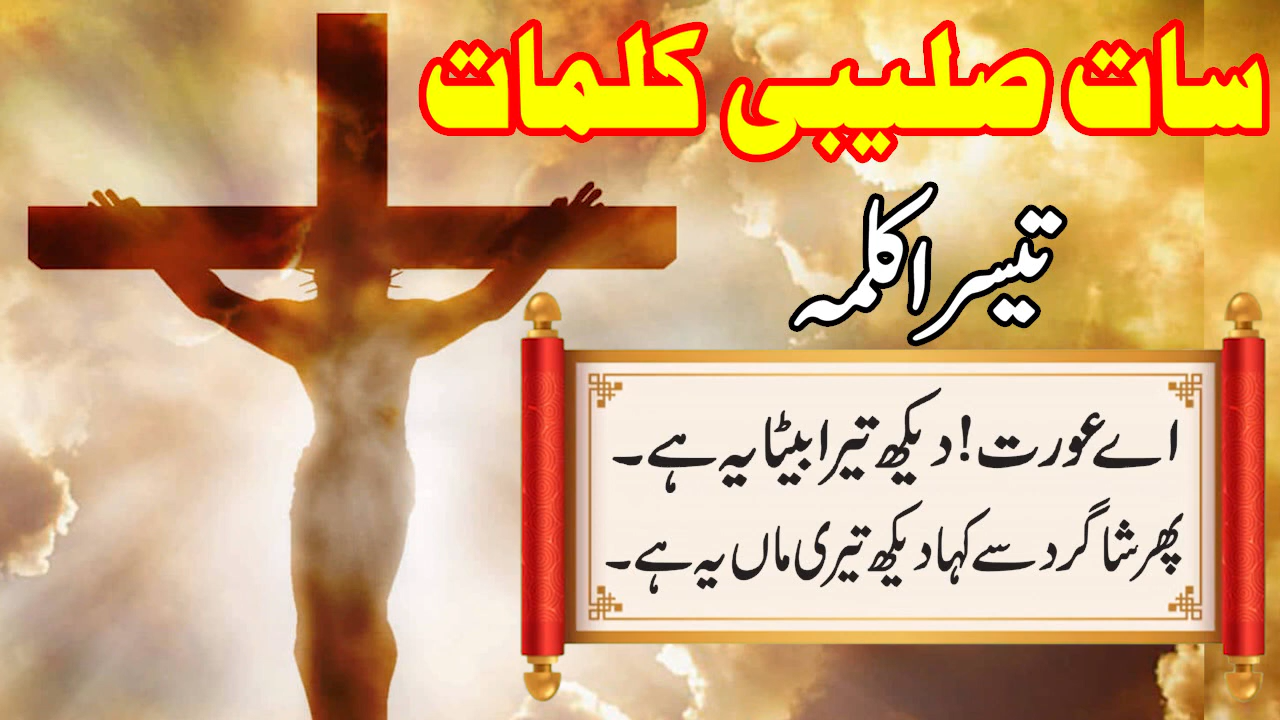 سات صلیبی کلمات
تیسرا کلمہ
اے عورت! دیکھ تیرا بیٹا یہ ہے۔
پھر شاگرد سے کہا دیکھ تیری ماں یہ ہے۔